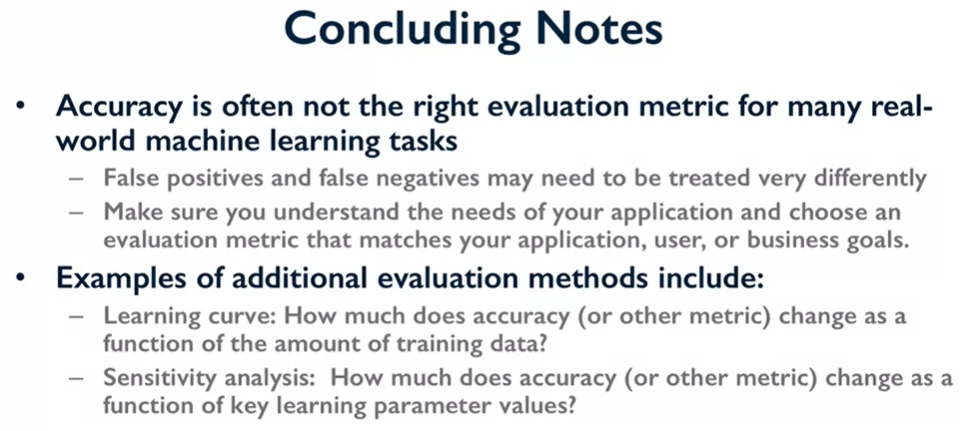 Concluding Notes
• Accuracy is often not the right evaluation metric for many real-
world machine learning tasks
– False positives and false negatives may need to be treated very differently
– Make sure you understand the needs of your application and choose an
evaluation metric that matches your application, user, or business goals.
• Examples of additional evaluation methods include:
– Learning curve: How much does accuracy (or other metric) change as a
function of the amount of training data?
– Sensitivity analysis: How much does accuracy (or other metric) change as a
function of key learning parameter values?